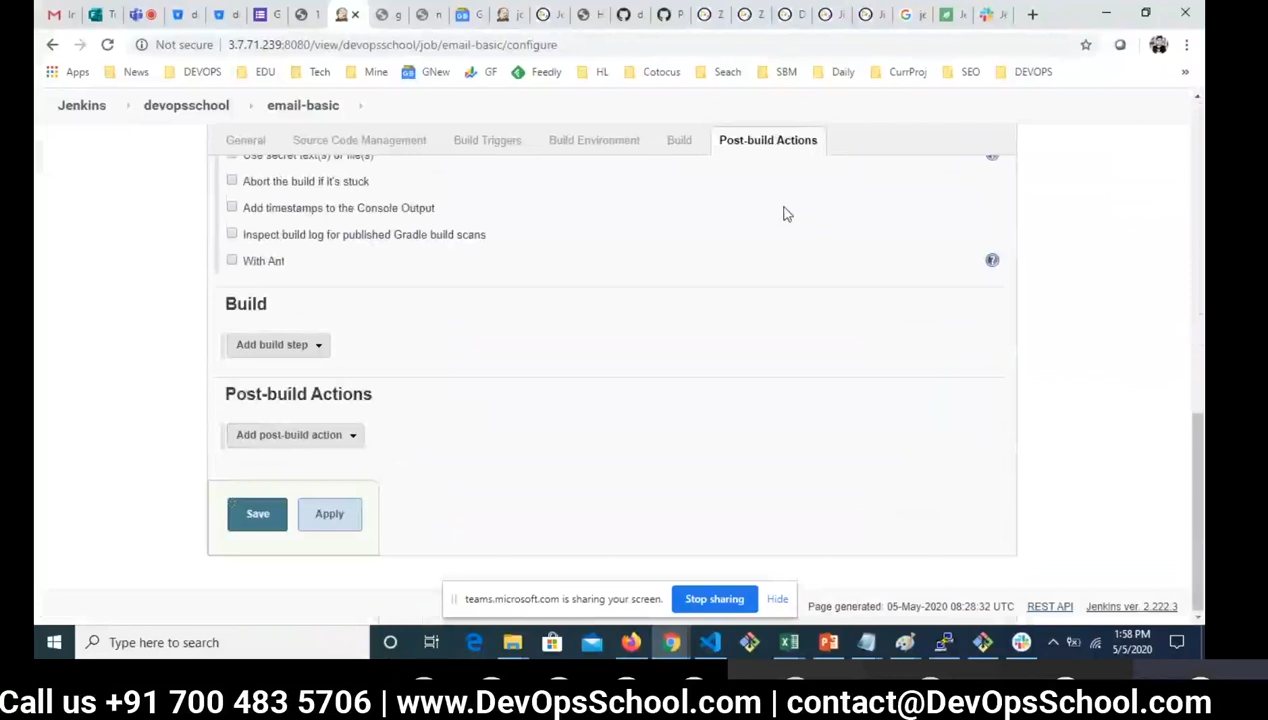 Not secure | 3.7.71.239:8080/view/devopsschool/job/email-basic/configure
Apps News DEVOPS EDU Tech Mine GNew GF Feedly HL Cotocus Seach SBM Daily CurrProj SEO DEVOPS »
Jenkins devopsschool email-basic
General Source Code Management Build Triggers Build Environment Build Post-build Actions
Use secret text(s) or file(s)
Abort the build if it's stuck
Add timestamps to the Console Output
Inspect build log for published Gradle build scans
With Ant
Build
Add build step
Post-build Actions
Add post-build action
Save Apply
teams.microsoft.com is sharing your screen. Stop sharing Hide
Page generated: 05-May-2020 08:28:32 UTC REST API Jenkins ver. 2.222.3
Type here to search
1:58 PM
5/5/2020
Call us +91 700 483 5706 | www.DevOpsSchool.com | contact@DevOpsSchool.com